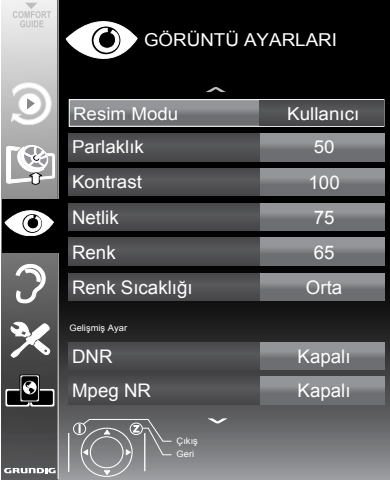 COMFORT
GUIDE
GÖRÜNTÜ AYARLARI
Resim Modu Kullanıcı
Parlaklık 50
Kontrast 100
Netlik 75
Renk 65
Renk Sıcaklığı Orta
Gelişmiş Ayar
DNR Kapalı
Mpeg NR Kapalı
Çıkış
Geri
GRUNDIG